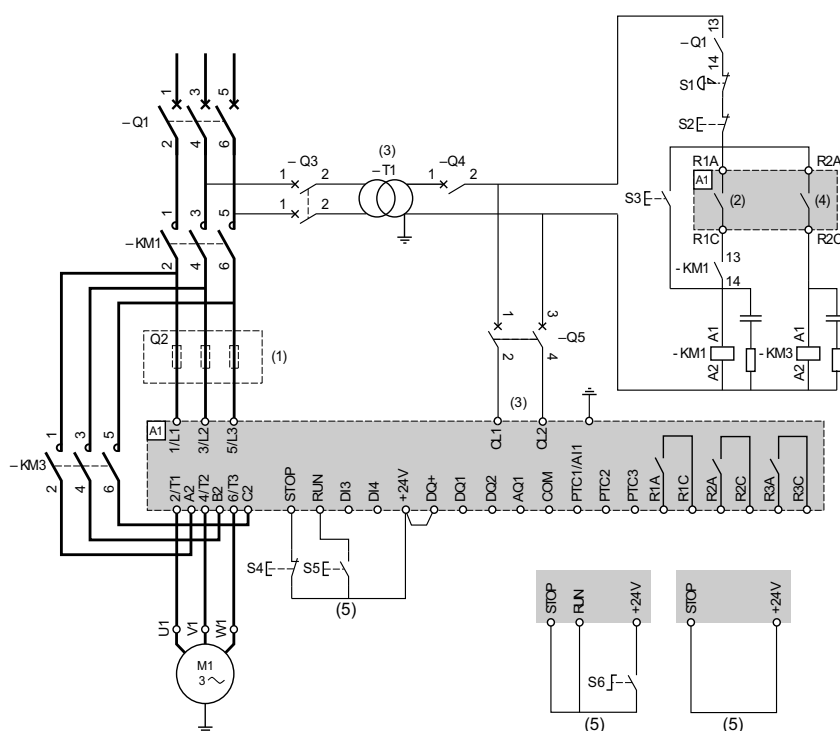 13
–Q1
14
S1
S2
1 3 5
–Q1
2 4 6
–Q3
(3)
–T1
–Q4
1 2
1 2
1 2
R1A R2A
A1
S3
(2) (4)
R1C R2C
1 3 5
–KM1
2 4 6
- KM1
13
14
Q2
(1)
1 3
–Q5
2 4
A1 A1
- KM1 - KM3
A2 A2
(3)
A1
1/L1 3/L2 5/L3
CL1 CL2
1 3 5
–KM3
2 4 6
2/T1 A2 4/T2 B2 6/T3 C2
STOP RUN DI3 DI4 +24V DQ+ DQ1 DQ2 AQ1 COM PTC1/AI1 PTC2 PTC3 R1A R1C R2A R2C R3A R3C
S4 S5
(5)
STOP RUN +24V
STOP +24V
U1 V1 W1
M1
3
S6
(5) (5)